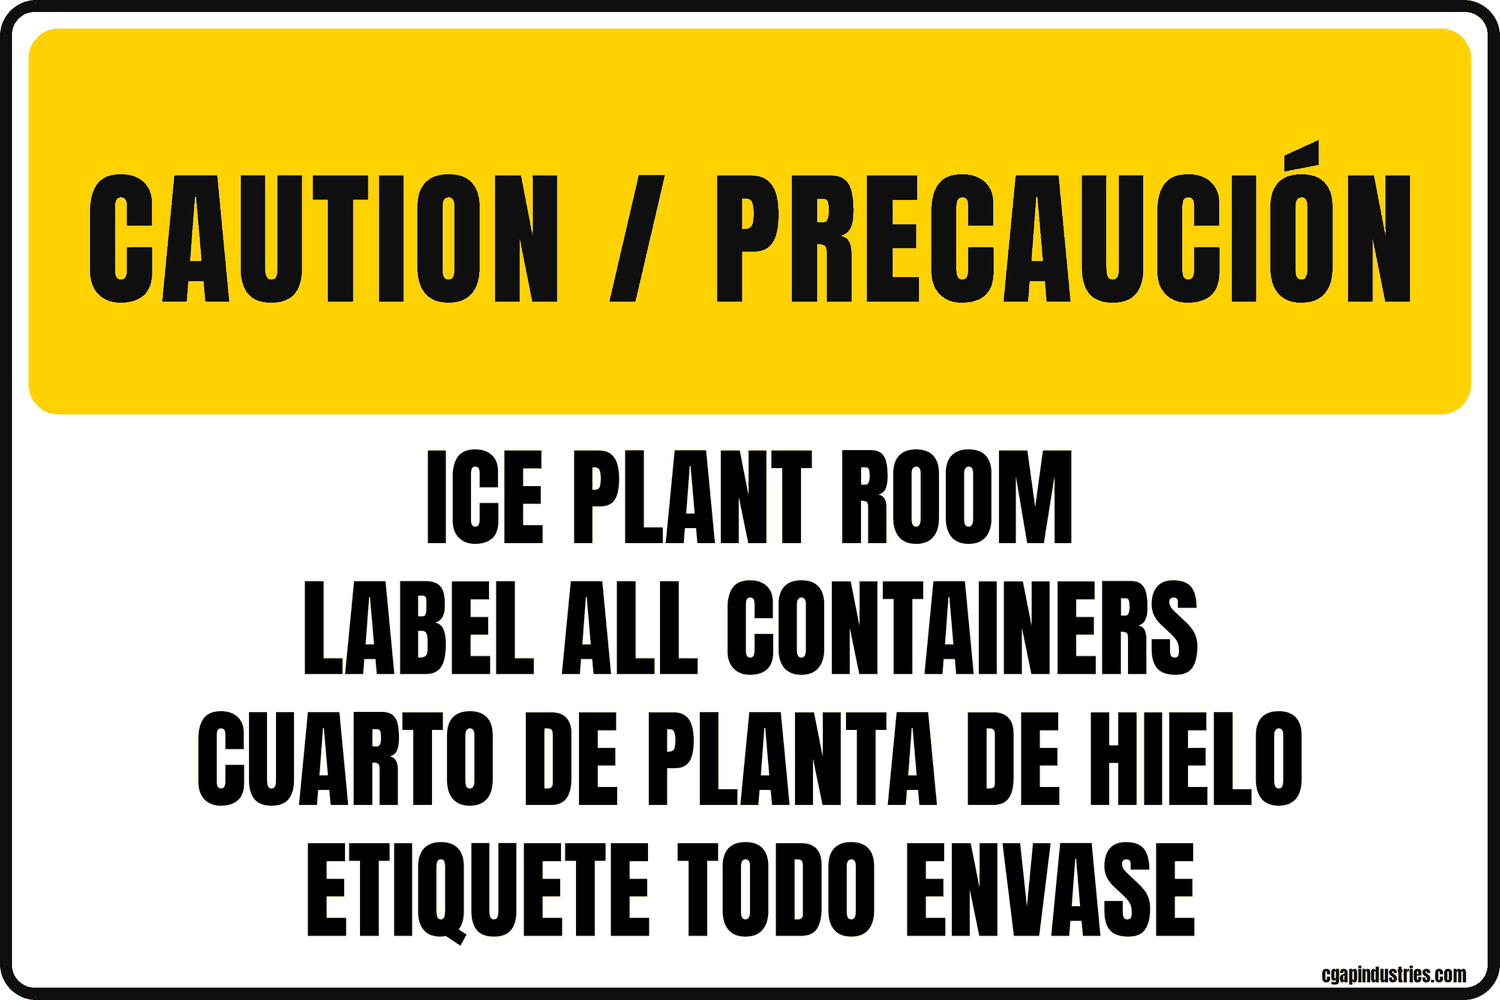 CAUTION / PRECAUCIÓN
ICE PLANT ROOM
LABEL ALL CONTAINERS
CUARTO DE PLANTA DE HIELO
ETIQUETE TODO ENVASE
cgapindustries.com